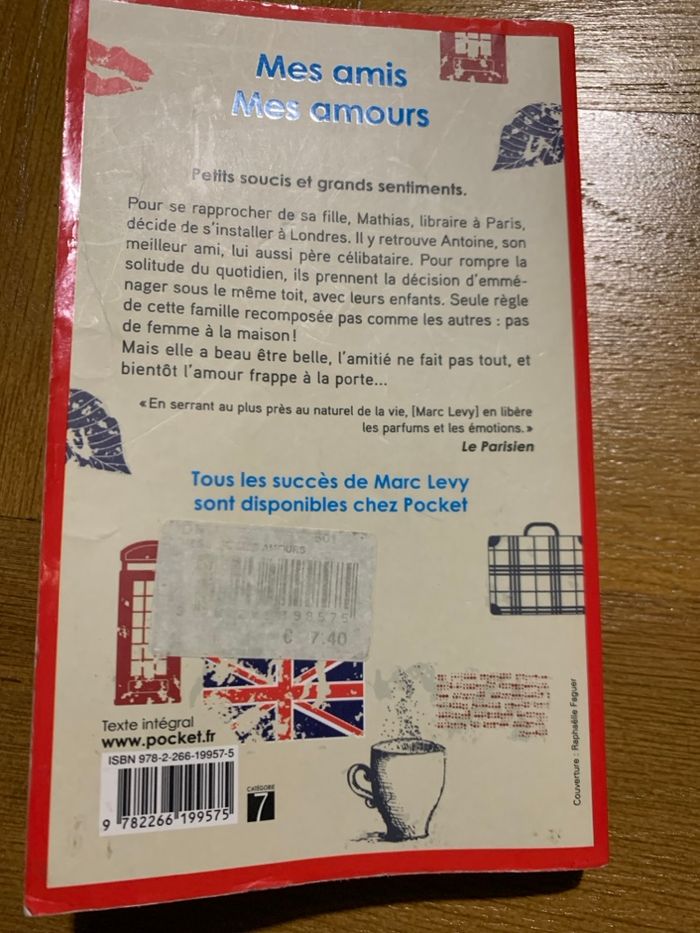 Mes amis
Mes amours
Petits soucis et grands sentiments.
Pour se rapprocher de sa fille, Mathias, libraire à Paris,
décide de s'installer à Londres. Il y retrouve Antoine, son
meilleur ami, lui aussi père célibataire. Pour rompre la
solitude du quotidien, ils prennent la décision d'emmé-
nager sous le même toit, avec leurs enfants. Seule règle
de cette famille recomposée pas comme les autres : pas
de femme à la maison !
Mais elle a beau être belle, l'amitié ne fait pas tout, et
bientôt l'amour frappe à la porte...
« En serrant au plus près au naturel de la vie, [Marc Levy] en libère
les parfums et les émotions. »
Le Parisien
Tous les succès de Marc Levy
sont disponibles chez Pocket
AMOURS
98575
€ 7.40
Texte intégral
www.pocket.fr
ISBN 978-2-266-19957-5
CATÉGORIE
7
9 782266 199575
Couverture : Raphaëlle Faguer